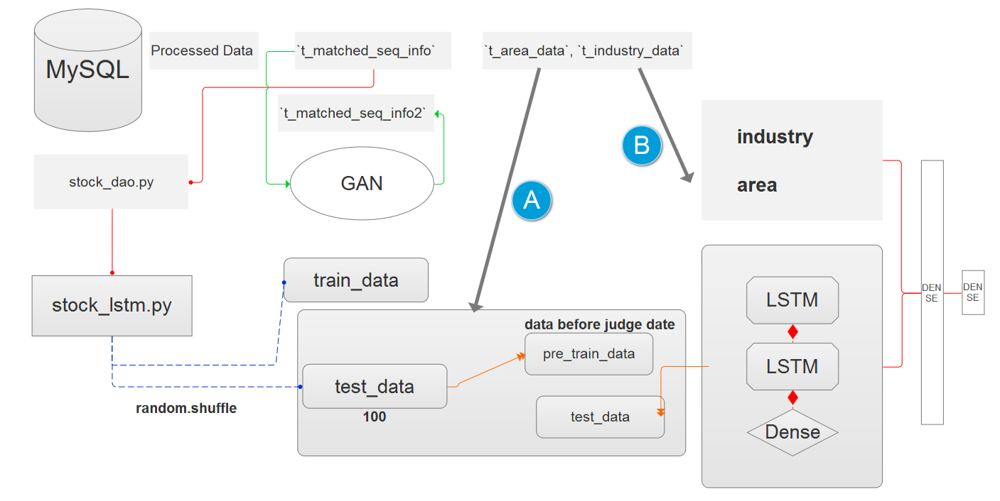 MySQL
Processed Data
`t_matched_seq_info`
`t_area_data`, `t_industry_data`
`t_matched_seq_info2`
GAN
A
B
industry
area
stock_dao.py
stock_lstm.py
train_data
data before judge date
pre_train_data
test_data
100
test_data
random.shuffle
LSTM
LSTM
Dense
DEN
SE
DEN
SE